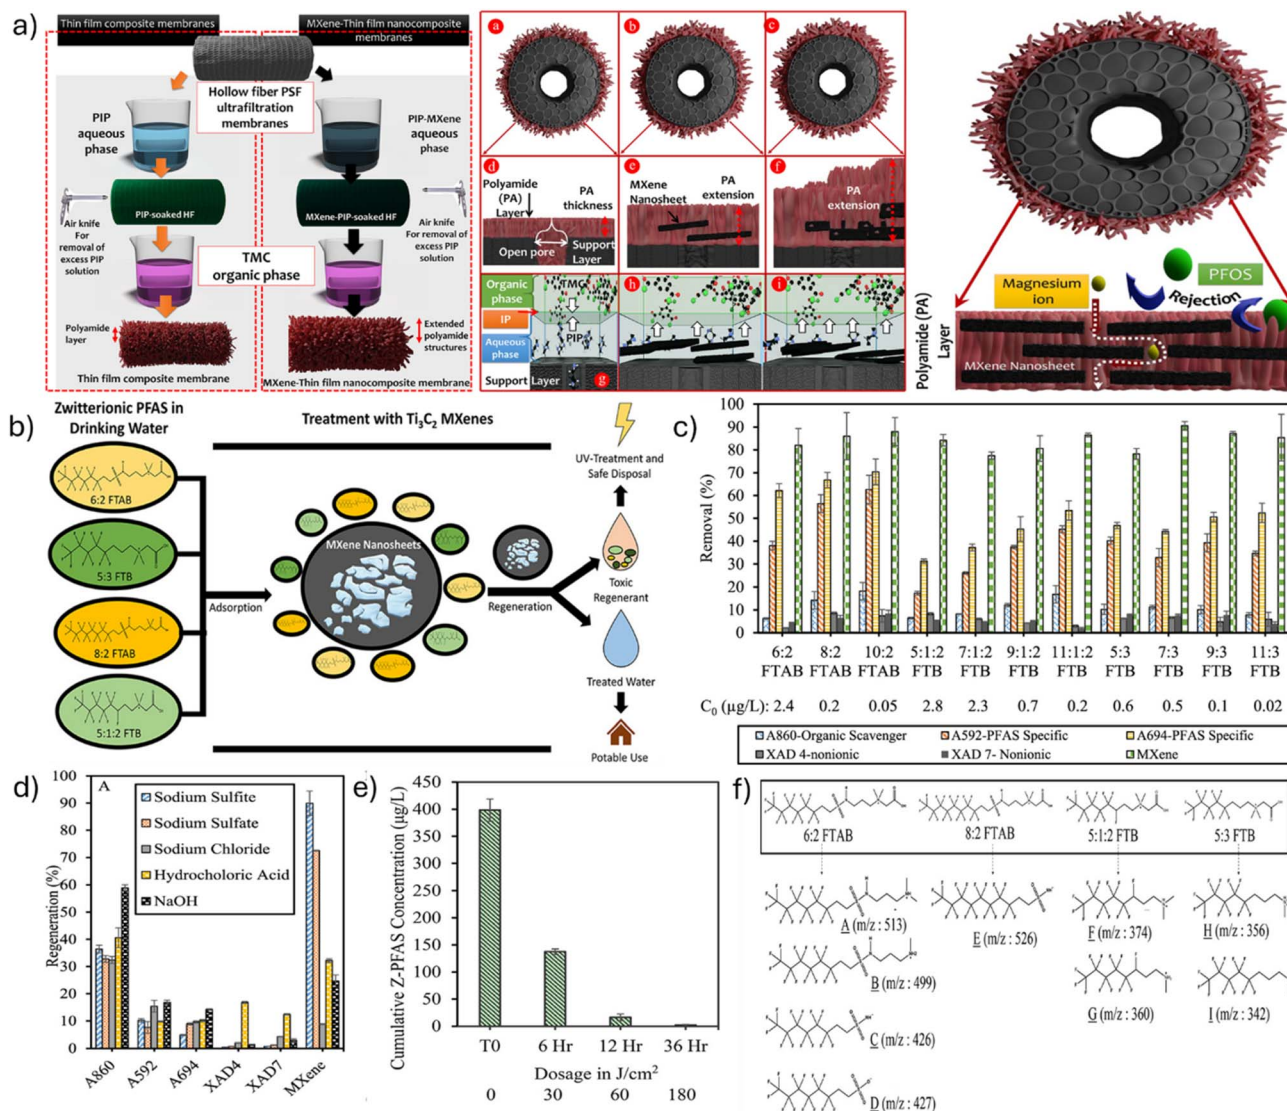 a)
Thin film composite
membranes
MXene-Thin film nanocomposite
membranes
Hollow fiber PSF
ultrafiltration
membranes
PIP
aqueous
phase
PIP-MXene
aqueous
phase
PIP-soaked HF
MXene-PIP-soaked HF
Air knife
For
removal of
excess PIP
solution
Air knife
For removal of
excess PIP
solution
TMC
organic phase
Polyamide
layer
Extended
polyamide
structures
Thin film composite membrane
MXene-Thin film nanocomposite membrane
a
b
c
d
Polyamide
(PA)
Layer
PA
thickness
Open pore
Support
Layer
e
MXene
Nanosheet
PA
extension
f
PA
extension
Organic
phase
IP
Aqueous
phase
Support Layer
TMC
PIP
g
h
i
Magnesium
ion
PFOS
Rejection
Polyamide (PA)
Layer
MXene Nanosheet
b)
Zwitterionic PFAS in
Drinking Water
Treatment with Ti₃C₂ MXenes
6:2 FTAB
5:3 FTB
8:2 FTAB
5:1:2 FTB
Adsorption
MXene Nanosheets
Regeneration
UV-Treatment and
Safe Disposal
Toxic
Regenerant
Treated Water
Potable Use
c)
Removal (%)
100
90
80
70
60
50
40
30
20
10
0
6:2 8:2 10:2 5:1:2 7:1:2 9:1:2 11:1:2 5:3 7:3 9:3 11:3
FTAB FTAB FTAB FTB FTB FTB FTB FTB FTB FTB FTB
C₀ (µg/L): 2.4 0.2 0.05 2.8 2.3 0.7 0.2 0.6 0.5 0.1 0.02
A860-Organic Scavenger A592-PFAS Specific A694-PFAS Specific
XAD 4-nonionic XAD 7- Nonionic MXene
d)
A
Regeneration (%)
100
90
80
70
60
50
40
30
20
10
0
Sodium Sulfite
Sodium Sulfate
Sodium Chloride
Hydrocholoric Acid
NaOH
A860 A592 A694 XAD4 XAD7 MXene
e)
Cumulative Z-PFAS Concentration (µg/L)
450
400
350
300
250
200
150
100
50
0
T0 6 Hr 12 Hr 36 Hr
Dosage in J/cm²
0 30 60 180
f)
6:2 FTAB 8:2 FTAB 5:1:2 FTB 5:3 FTB
A (m/z : 513)
E (m/z : 526)
F (m/z : 374)
H (m/z : 356)
B (m/z : 499)
G (m/z : 360)
I (m/z : 342)
C (m/z : 426)
D (m/z : 427)